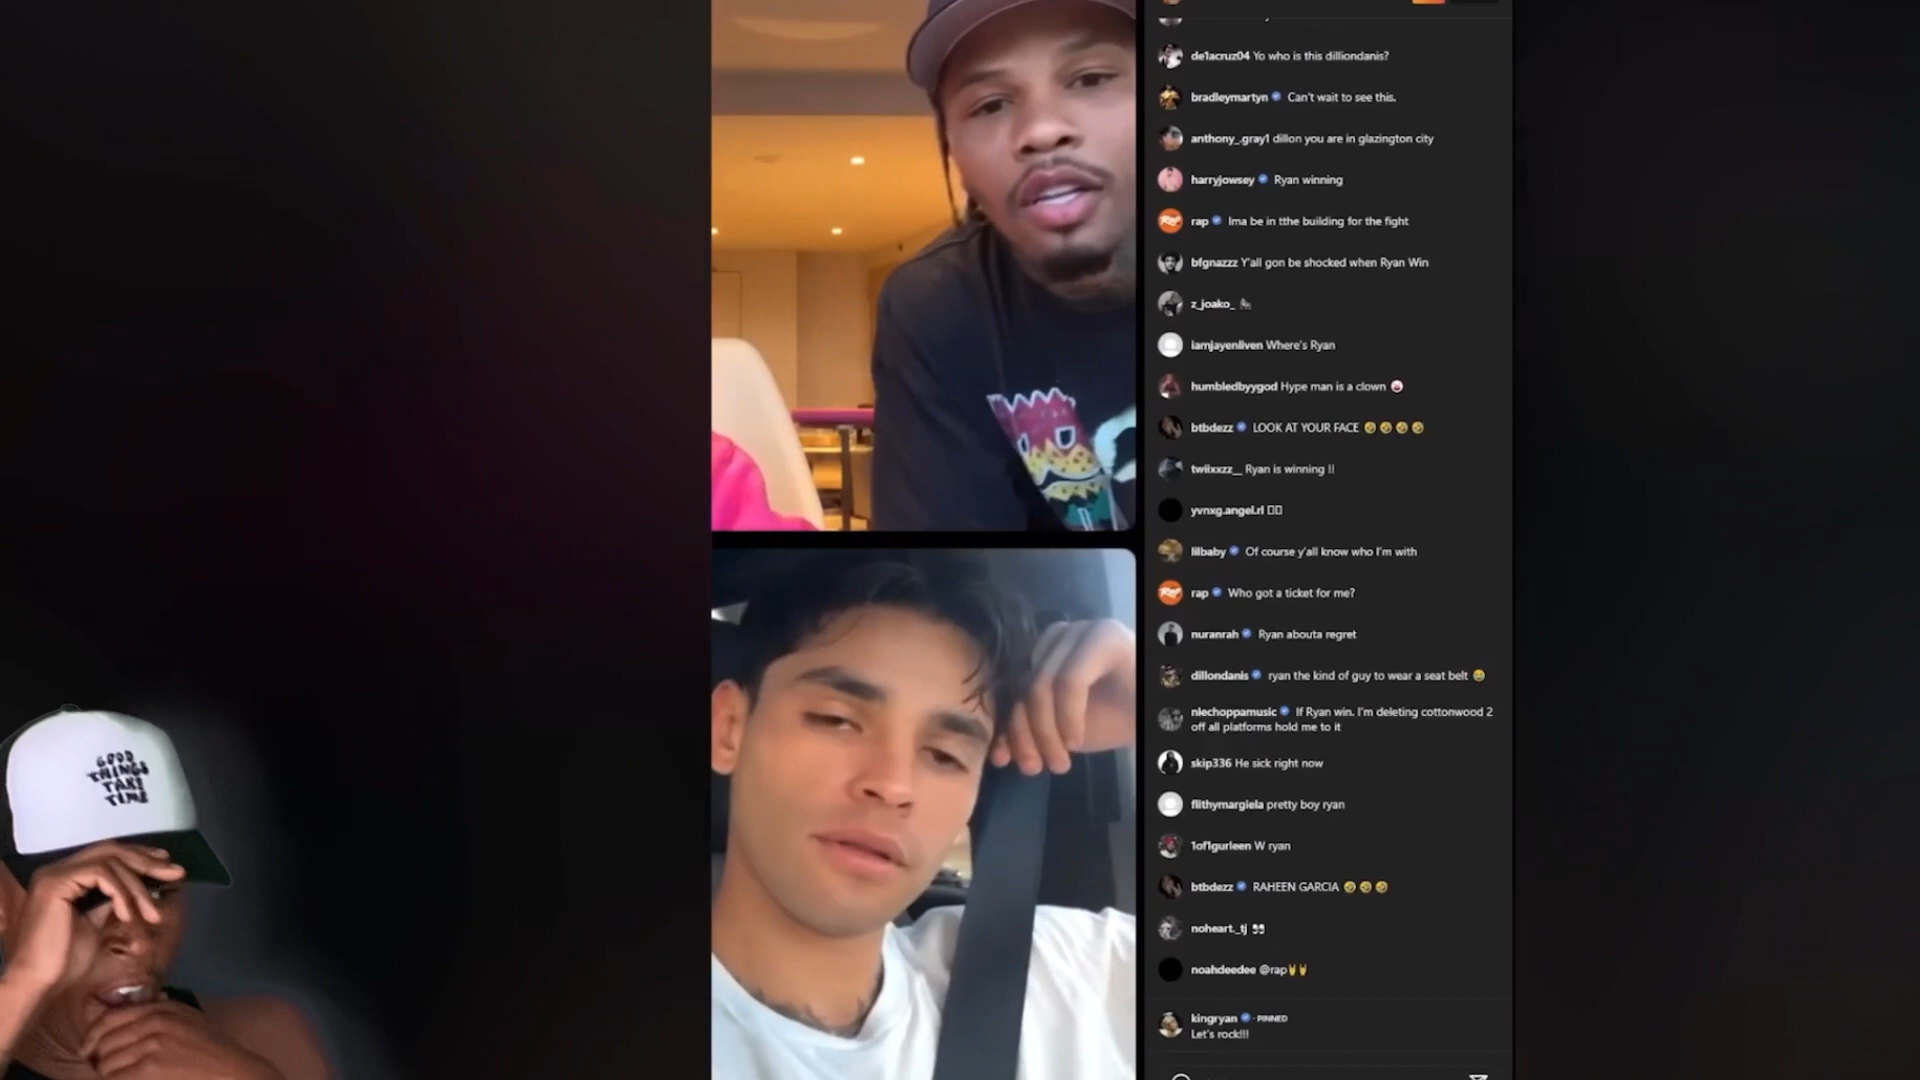 de1acruz04 Yo who is this dilliondanis?
bradleymartyn Can't wait to see this.
anthony_.gray1 dillon you are in glazington city
harryjowsey Ryan winning
rap Ima be in tthe building for the fight
bfgnazzz Y'all gon be shocked when Ryan Win
z_joako_
iamjayenliven Where's Ryan
humbledbyygod Hype man is a clown 🤡
btbdezz LOOK AT YOUR FACE 🤣🤣🤣🤣
twiixxzz__ Ryan is winning !!
yvnxg.angel.rl
lilbaby Of course y'all know who I'm with
rap Who got a ticket for me?
nuranrah Ryan abouta regret
dillondanis ryan the kind of guy to wear a seat belt 😂
nlechoppamusic If Ryan win. I'm deleting cottonwood 2
off all platforms hold me to it
skip336 He sick right now
flithymargiela pretty boy ryan
1of1gurleen W ryan
btbdezz RAHEEN GARCIA 🤣🤣🤣
noheart._tj 👀
noahdeedee @rap🤘🤘
kingryan · PINNED
Let's rock!!!
GOOD
THINGS
TAKE
TIME